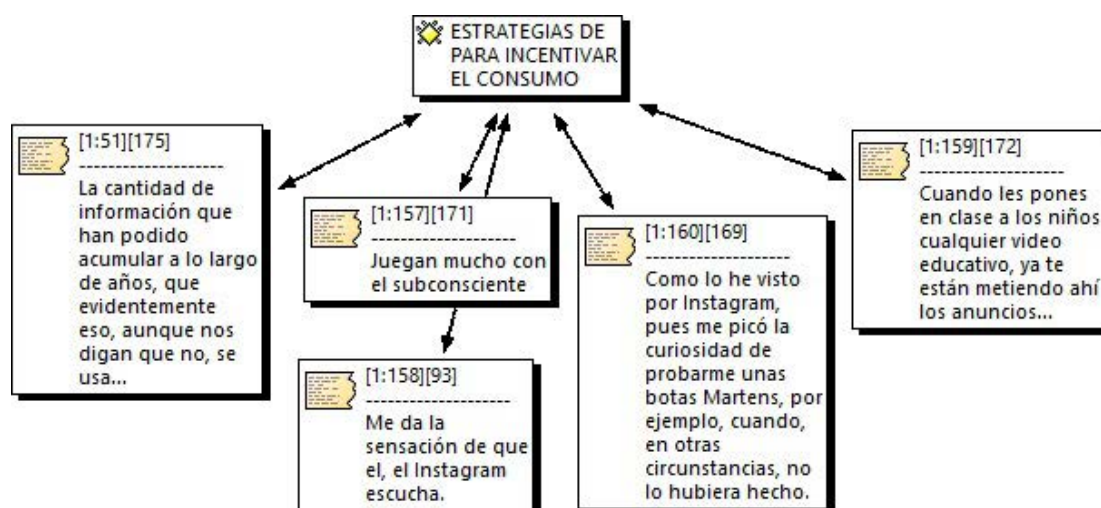 ESTRATEGIAS DE
PARA INCENTIVAR
EL CONSUMO
[1:51][175]
--------------------
La cantidad de
información que
han podido
acumular a lo largo
de años, que
evidentemente
eso, aunque nos
digan que no, se
usa...
[1:157][171]
--------------------
Juegan mucho con
el subconsciente
[1:158][93]
--------------------
Me da la
sensación de que
el, el Instagram
escucha.
[1:160][169]
--------------------
Como lo he visto
por Instagram,
pues me picó la
curiosidad de
probarme unas
botas Martens, por
ejemplo, cuando,
en otras
circunstancias, no
lo hubiera hecho.
[1:159][172]
--------------------
Cuando les pones
en clase a los niños
cualquier video
educativo, ya te
están metiendo ahí
los anuncios...